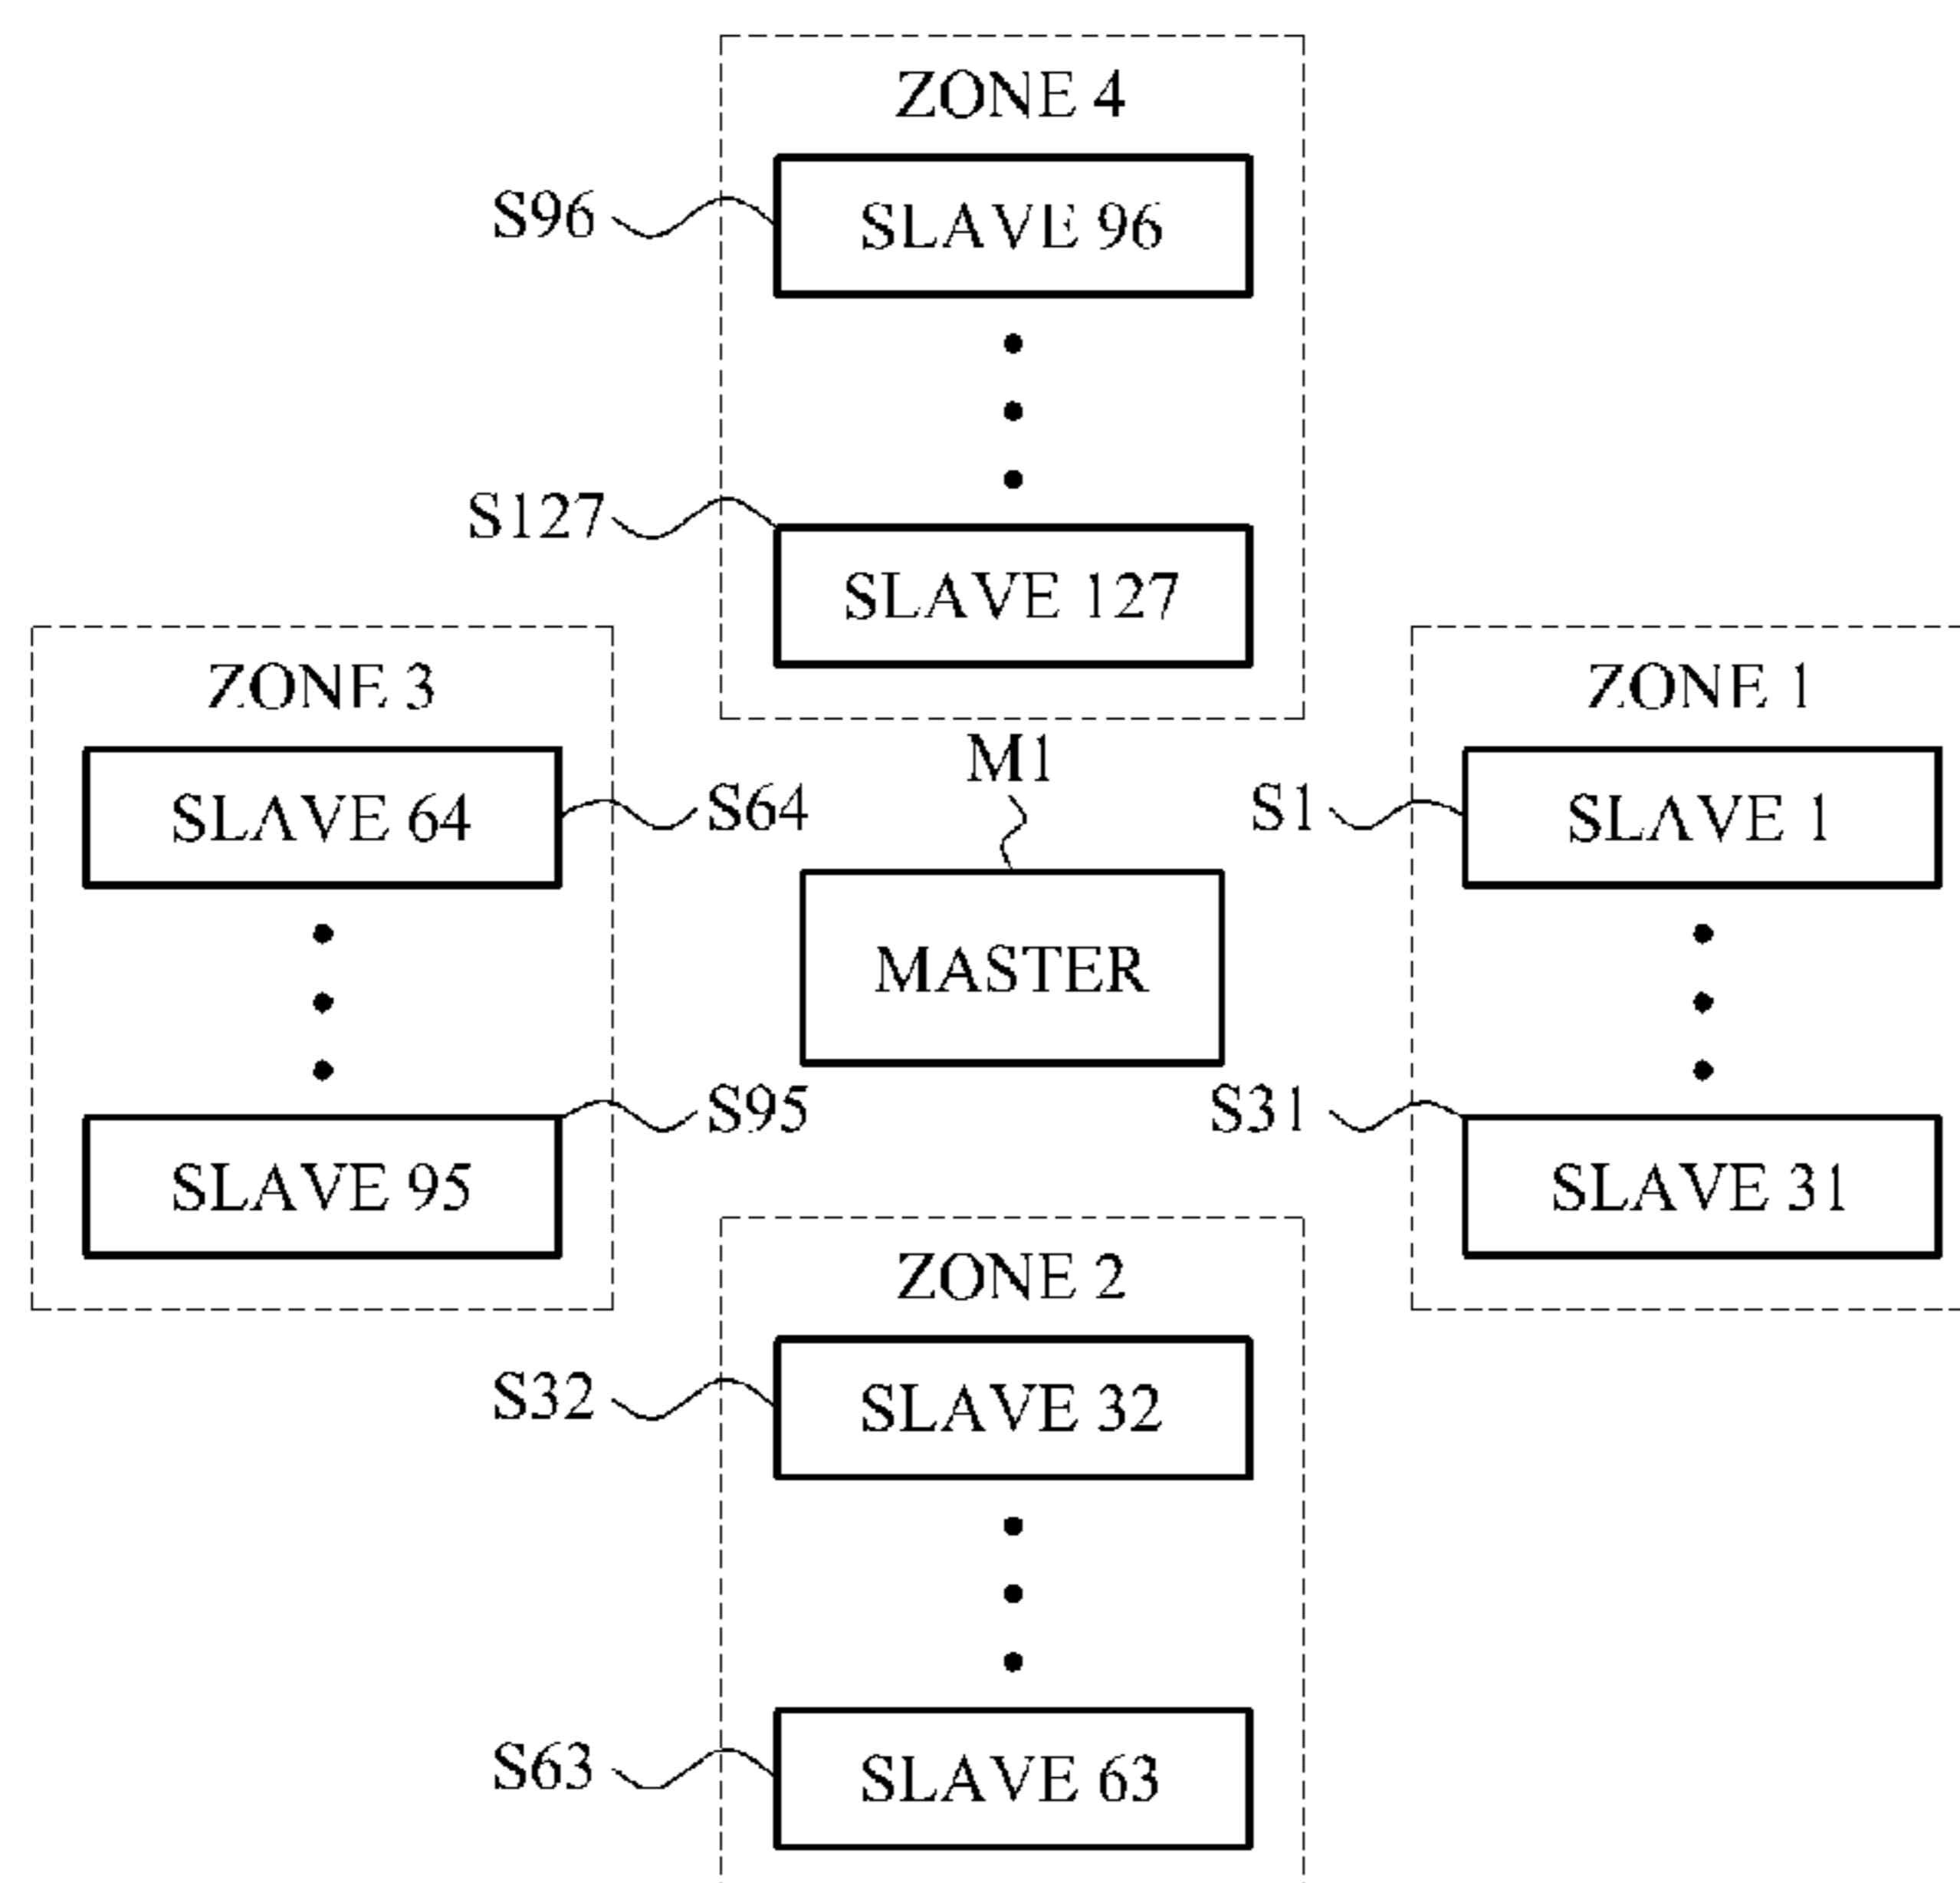 ZONE 4
S96
SLAVE 96
S127
SLAVE 127
ZONE 3
SLAVE 64
S64
SLAVE 95
S95
M1
MASTER
ZONE 1
S1
SLAVE 1
S31
SLAVE 31
ZONE 2
S32
SLAVE 32
S63
SLAVE 63